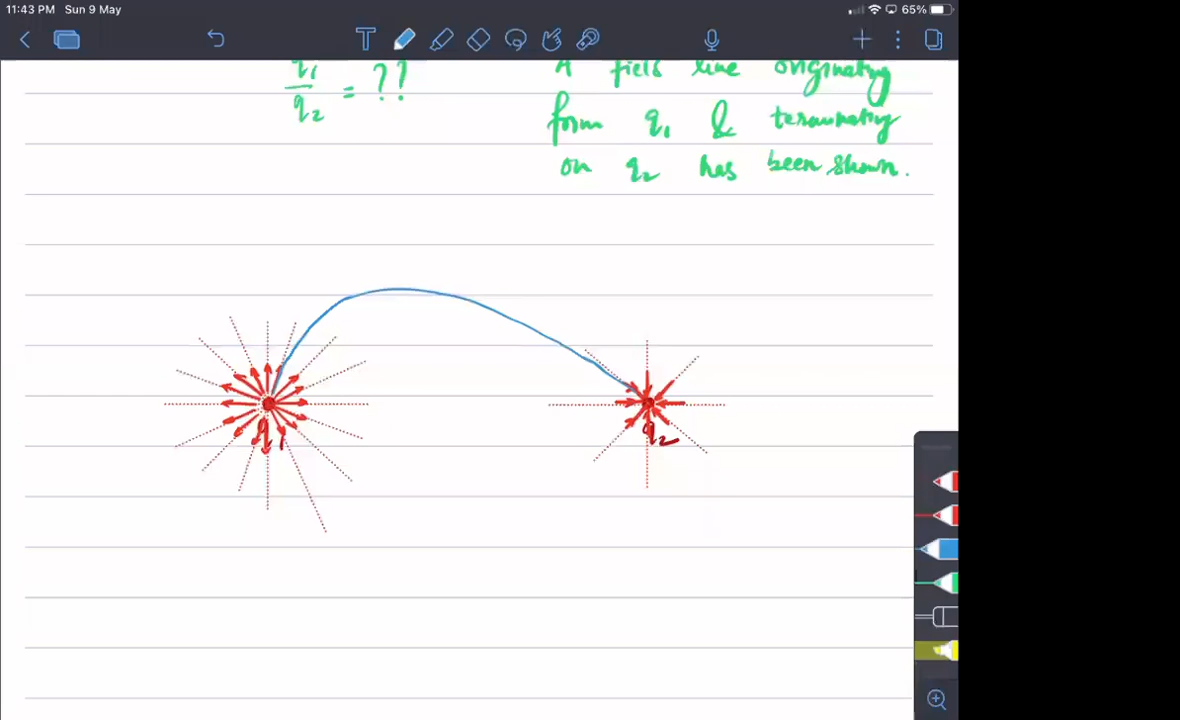 11:43 PM Sun 9 May
65%
T
q1
q2
= ??
A field line originating
form q1 & terminating
on q2 has been shown.
q1
q2